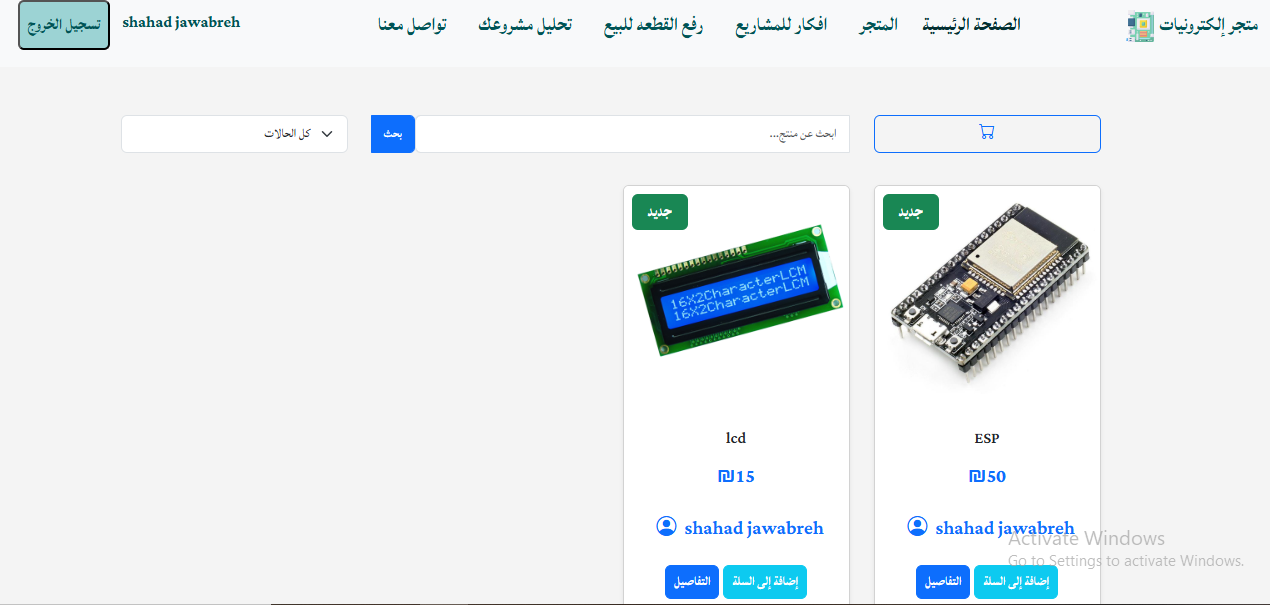 متجر إلكترونيات
الصفحة الرئيسية
المتجر
افكار للمشاريع
رفع القطعه للبيع
تحليل مشروعك
تواصل معنا
shahad jawabreh
تسجيل الخروج
ابحث عن منتج...
بحث
كل الحالات
جديد
ESP
₪50
shahad jawabreh
إضافة إلى السلة
التفاصيل
جديد
16X2CharacterLCM
16X2CharacterLCM
lcd
₪15
shahad jawabreh
إضافة إلى السلة
التفاصيل
Activate Windows
Go to Settings to activate Windows.